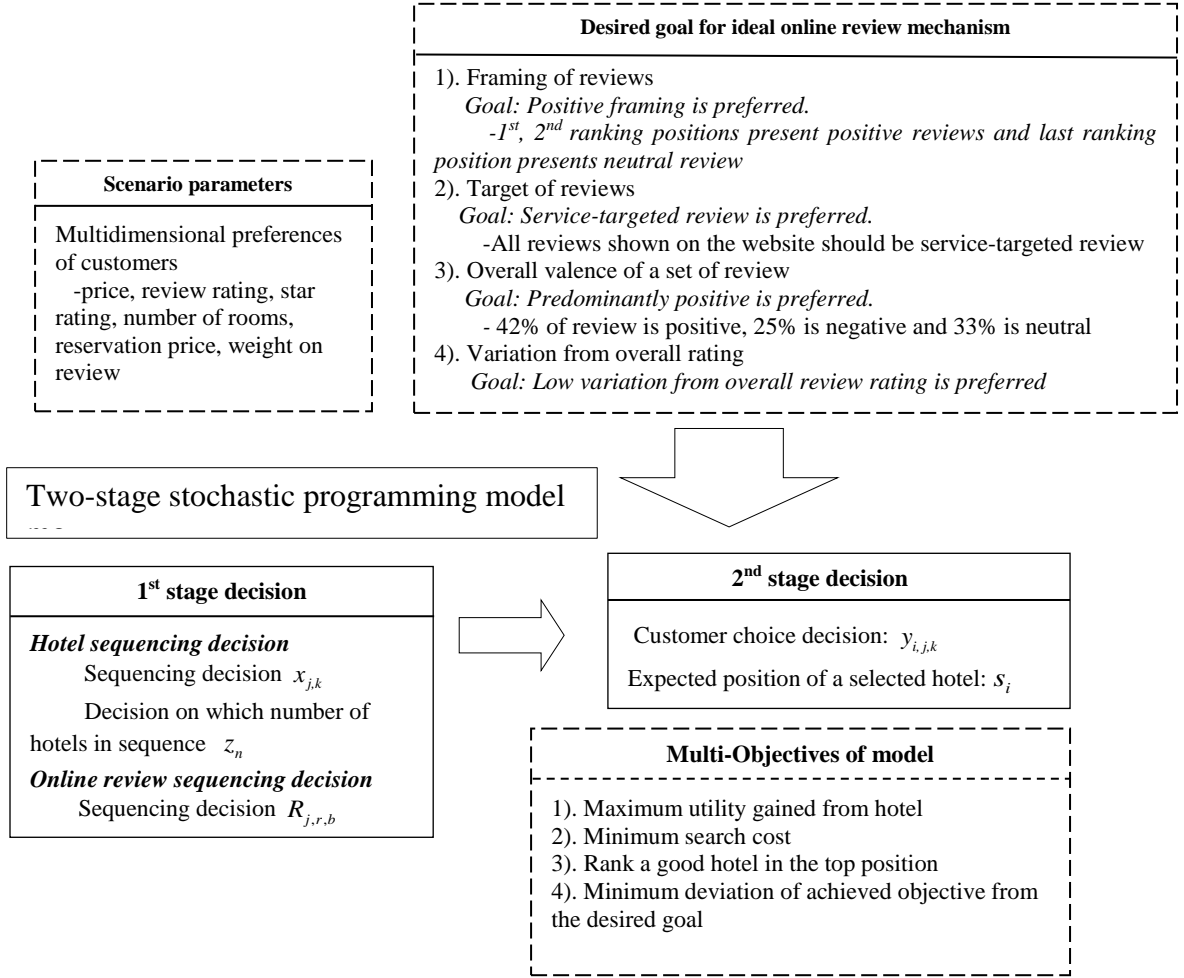 Desired goal for ideal online review mechanism
1). Framing of reviews
Goal: Positive framing is preferred.
-1st, 2nd ranking positions present positive reviews and last ranking
position presents neutral review
2). Target of reviews
Goal: Service-targeted review is preferred.
-All reviews shown on the website should be service-targeted review
3). Overall valence of a set of review
Goal: Predominantly positive is preferred.
- 42% of review is positive, 25% is negative and 33% is neutral
4). Variation from overall rating
Goal: Low variation from overall review rating is preferred
Scenario parameters
Multidimensional preferences
of customers
-price, review rating, star
rating, number of rooms,
reservation price, weight on
review
Two-stage stochastic programming model
1st stage decision
Hotel sequencing decision
Sequencing decision x_{j,k}
Decision on which number of
hotels in sequence z_n
Online review sequencing decision
Sequencing decision R_{j,r,b}
2nd stage decision
Customer choice decision: y_{i,j,k}
Expected position of a selected hotel: s_i
Multi-Objectives of model
1). Maximum utility gained from hotel
2). Minimum search cost
3). Rank a good hotel in the top position
4). Minimum deviation of achieved objective from
the desired goal